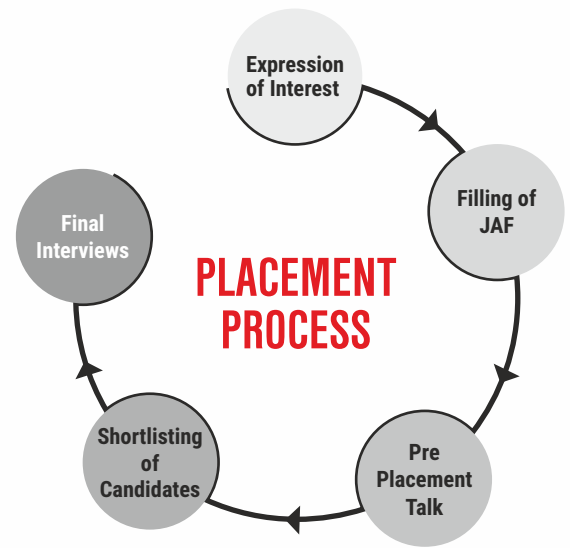 Expression
of Interest
Filling of
JAF
Pre
Placement
Talk
Shortlisting
of
Candidates
Final
Interviews
PLACEMENT
PROCESS